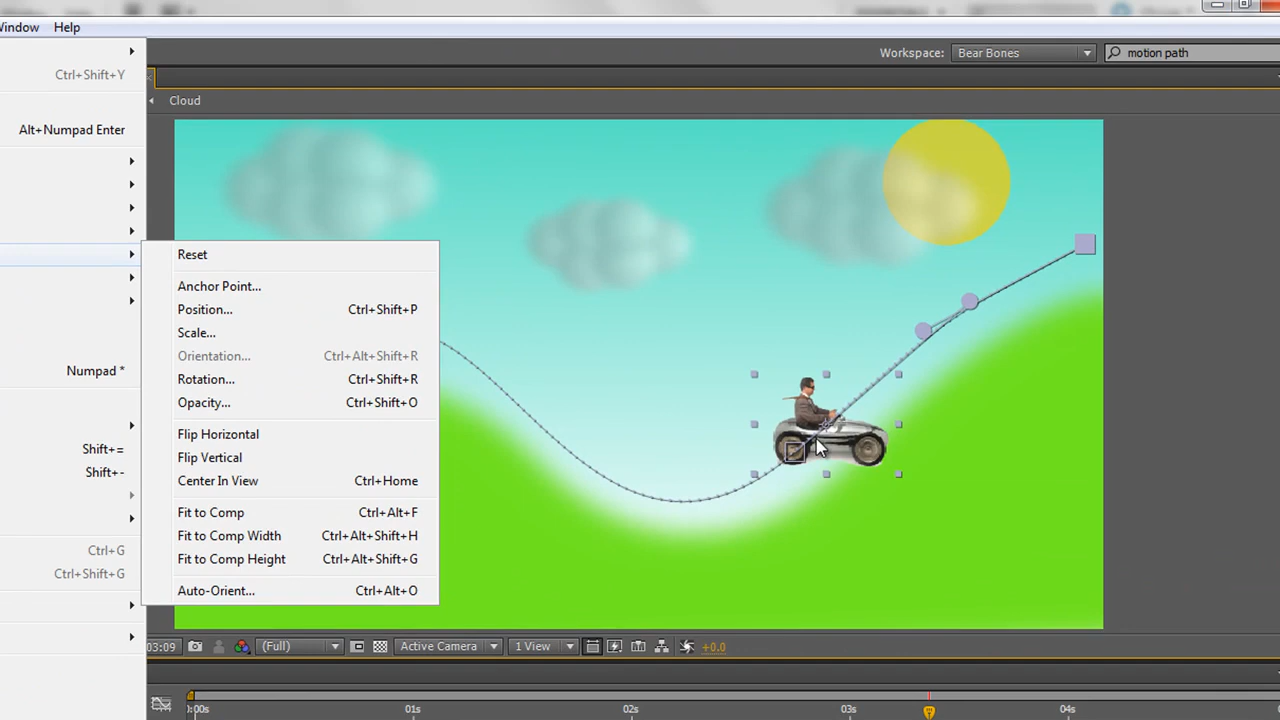 Window Help
Workspace: Bear Bones motion path
Ctrl+Shift+Y
Cloud
Alt+Numpad Enter
Reset
Anchor Point...
Position... Ctrl+Shift+P
Scale...
Orientation... Ctrl+Alt+Shift+R
Numpad *
Rotation... Ctrl+Shift+R
Opacity... Ctrl+Shift+O
Flip Horizontal
Shift+=
Flip Vertical
Shift+-
Center In View Ctrl+Home
Fit to Comp Ctrl+Alt+F
Fit to Comp Width Ctrl+Alt+Shift+H
Ctrl+G
Fit to Comp Height Ctrl+Alt+Shift+G
Ctrl+Shift+G
Auto-Orient... Ctrl+Alt+O
03:09 (Full) Active Camera 1 View +0.0
0:00s 01s 02s 03s 04s